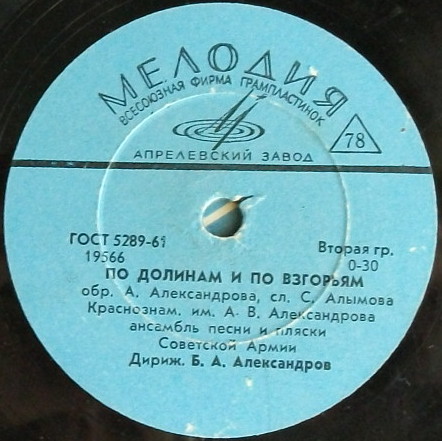 МЕЛОДИЯ
ВСЕСОЮЗНАЯ ФИРМА ГРАМПЛАСТИНОК
АПРЕЛЕВСКИЙ ЗАВОД
78
ГОСТ 5289-61
Вторая гр.
19566
0-30
ПО ДОЛИНАМ И ПО ВЗГОРЬЯМ
обр. А. Александрова, сл. С. Алымова
Краснознам. им. А. В. Александрова
ансамбль песни и пляски
Советской Армии
Дириж. Б. А. Александров